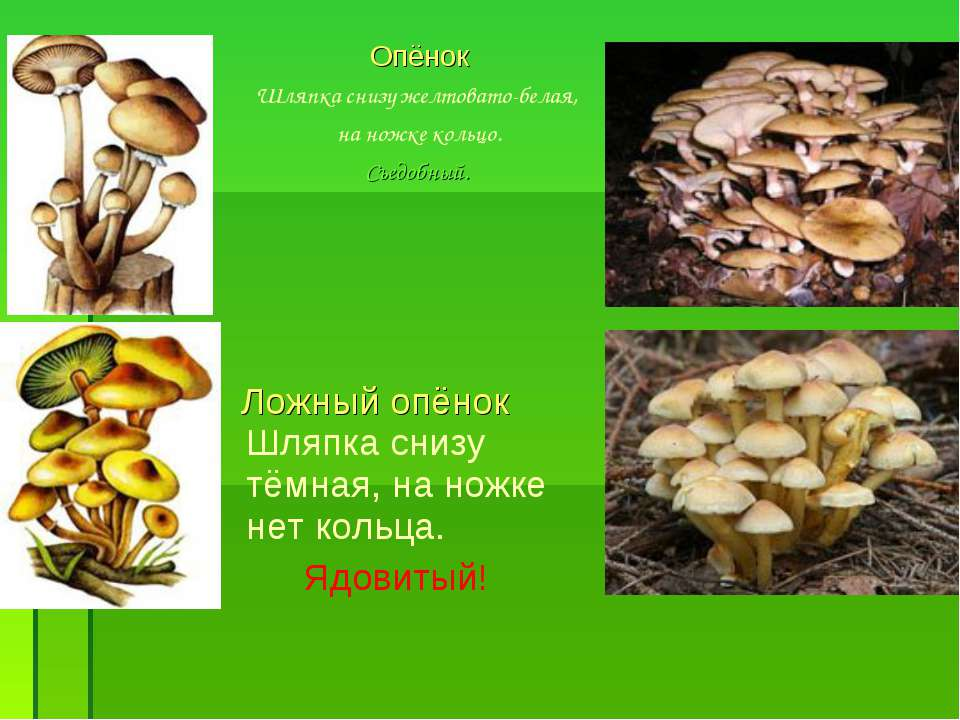 Опёнок
Шляпка снизу желтовато-белая,
на ножке кольцо.
Съедобный.
Ложный опёнок
Шляпка снизу
тёмная, на ножке
нет кольца.
Ядовитый!